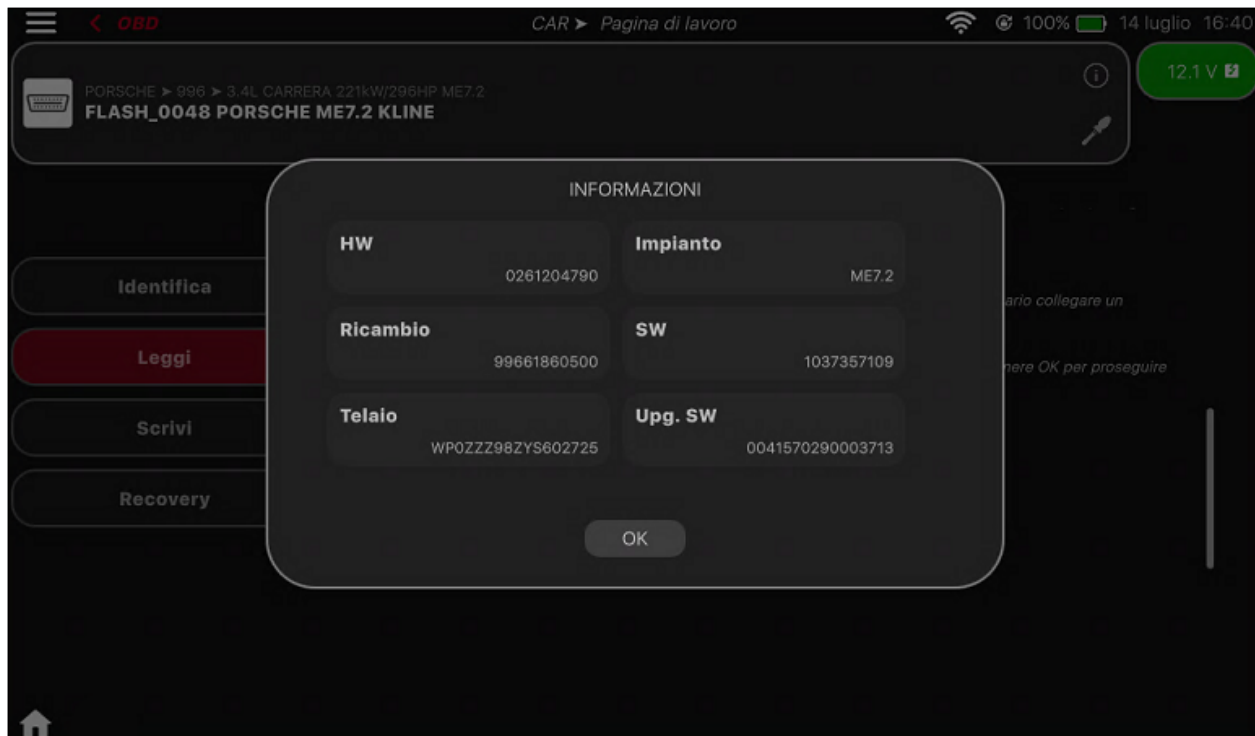 OBD
CAR ➤ Pagina di lavoro
100%
14 luglio 16:40
PORSCHE ➤ 996 ➤ 3.4L CARRERA 221kW/296HP ME7.2
FLASH_0048 PORSCHE ME7.2 KLINE
12.1 V
INFORMAZIONI
HW
0261204790
Impianto
ME7.2
Ricambio
99661860500
SW
1037357109
Telaio
WP0ZZZ98ZYS602725
Upg. SW
0041570290003713
OK
Identifica
Leggi
Scrivi
Recovery
collegare un
OK per proseguire